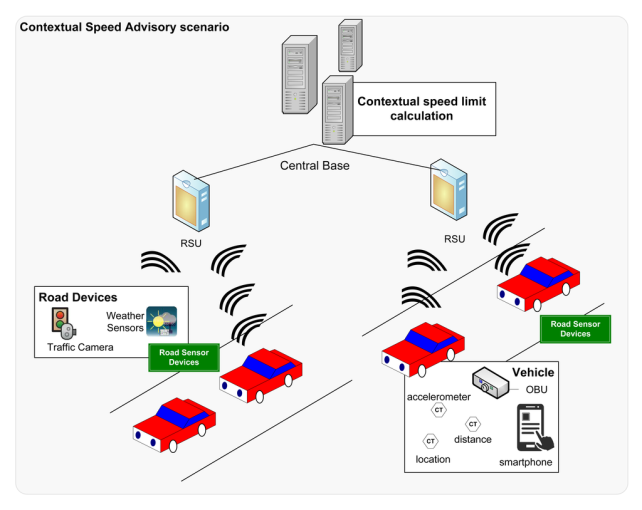 Contextual Speed Advisory scenario
Contextual speed limit
calculation
Central Base
RSU
RSU
Road Devices
Weather
Sensors
Traffic Camera
Road Sensor
Devices
Road Sensor
Devices
Vehicle
OBU
accelerometer
CT
CT
distance
CT
location
smartphone